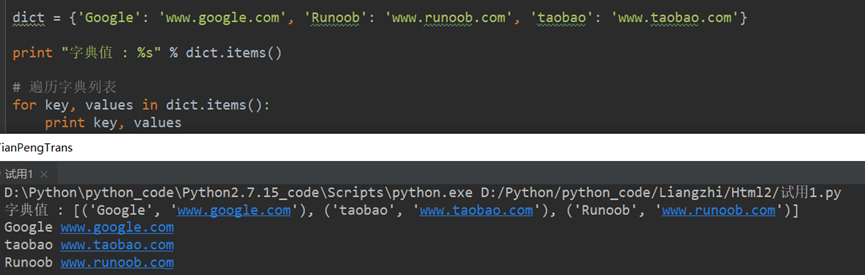 dict = {'Google': 'www.google.com', 'Runoob': 'www.runoob.com', 'taobao': 'www.taobao.com'}
print "字典值 : %s" % dict.items()
# 遍历字典列表
for key, values in dict.items():
    print key, values
TianPengTrans
试用1 ×
D:\Python\python_code\Python2.7.15_code\Scripts\python.exe D:/Python/python_code/Liangzhi/Html2/试用1.py
字典值 : [('Google', 'www.google.com'), ('taobao', 'www.taobao.com'), ('Runoob', 'www.runoob.com')]
Google www.google.com
taobao www.taobao.com
Runoob www.runoob.com